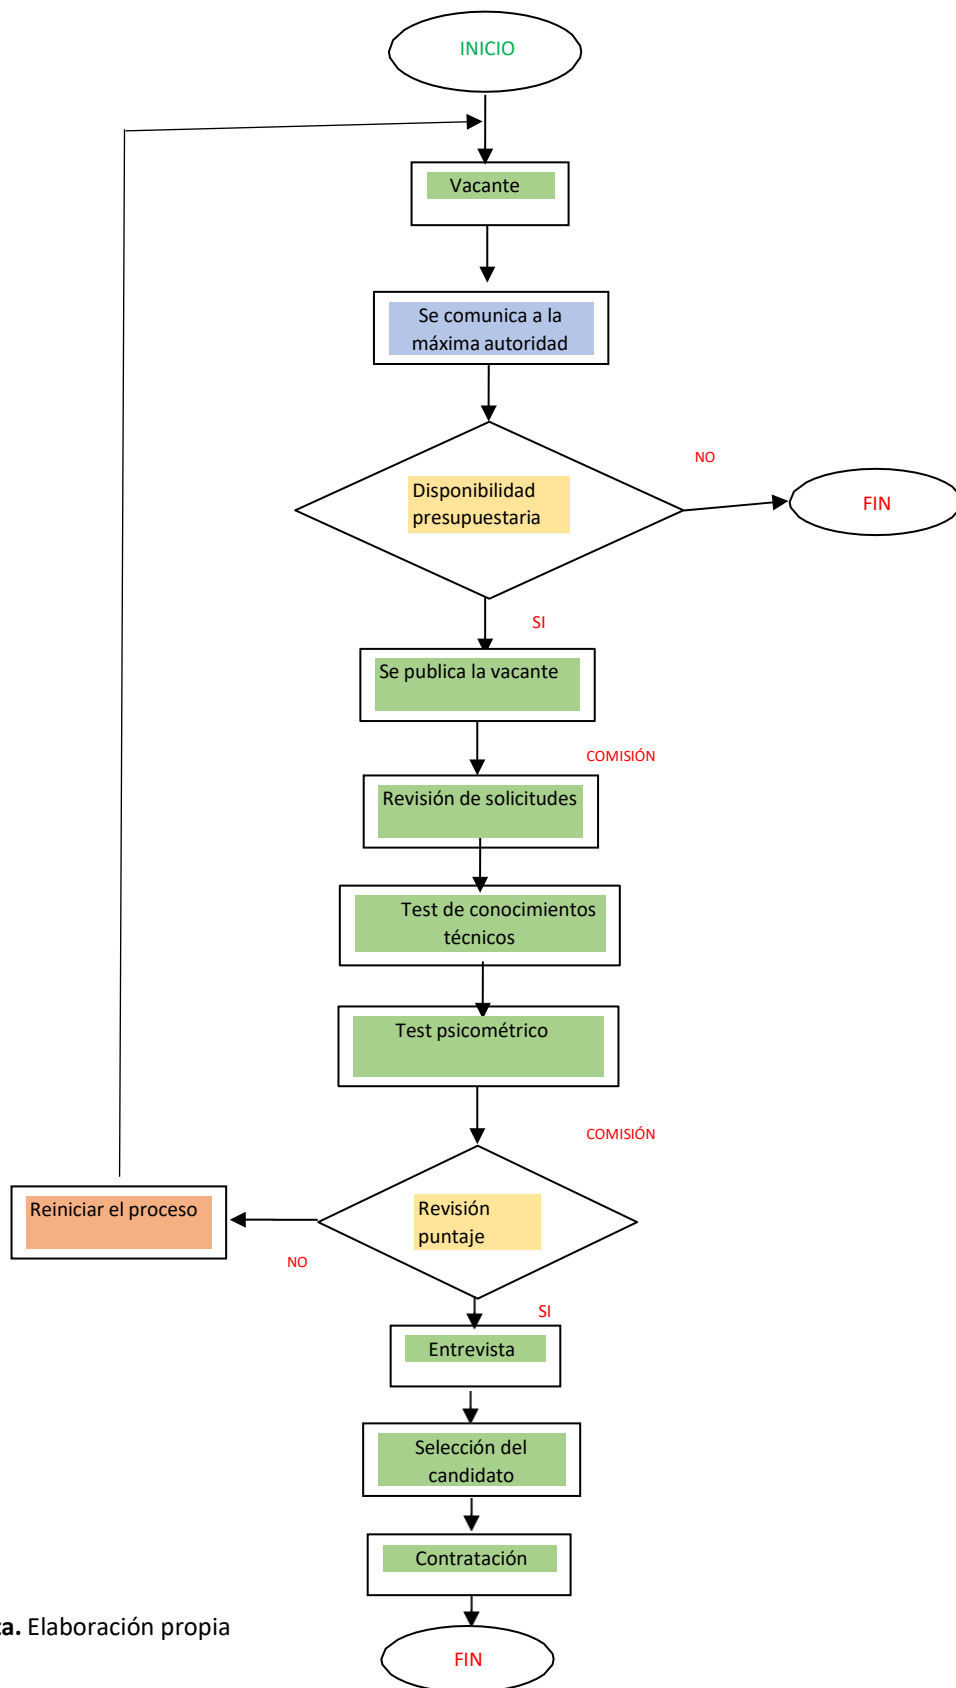 INICIO
Vacante
Se comunica a la
máxima autoridad
NO
Disponibilidad
presupuestaria
FIN
SI
Se publica la vacante
COMISIÓN
Revisión de solicitudes
Test de conocimientos
técnicos
Test psicométrico
COMISIÓN
Reiniciar el proceso
Revisión
puntaje
NO
SI
Entrevista
Selección del
candidato
Contratación
ta. Elaboración propia
FIN